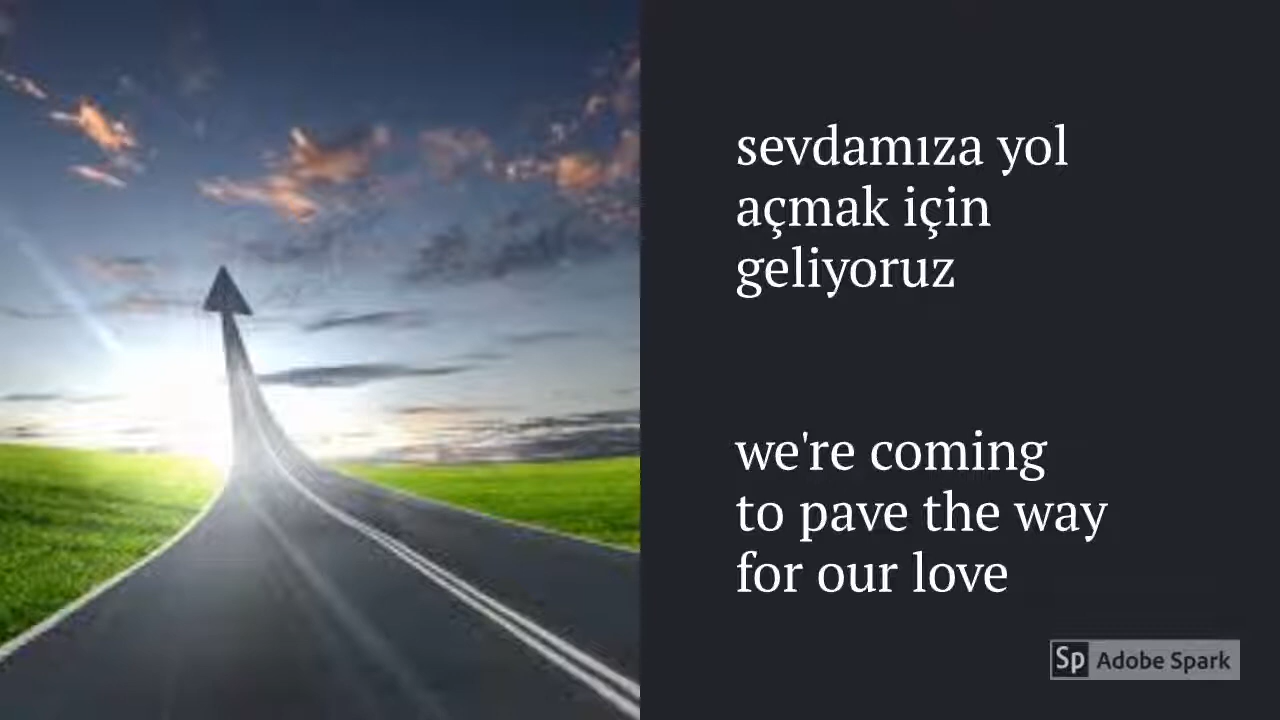 sevdamıza yol
açmak için
geliyoruz
we're coming
to pave the way
for our love
Sp Adobe Spark